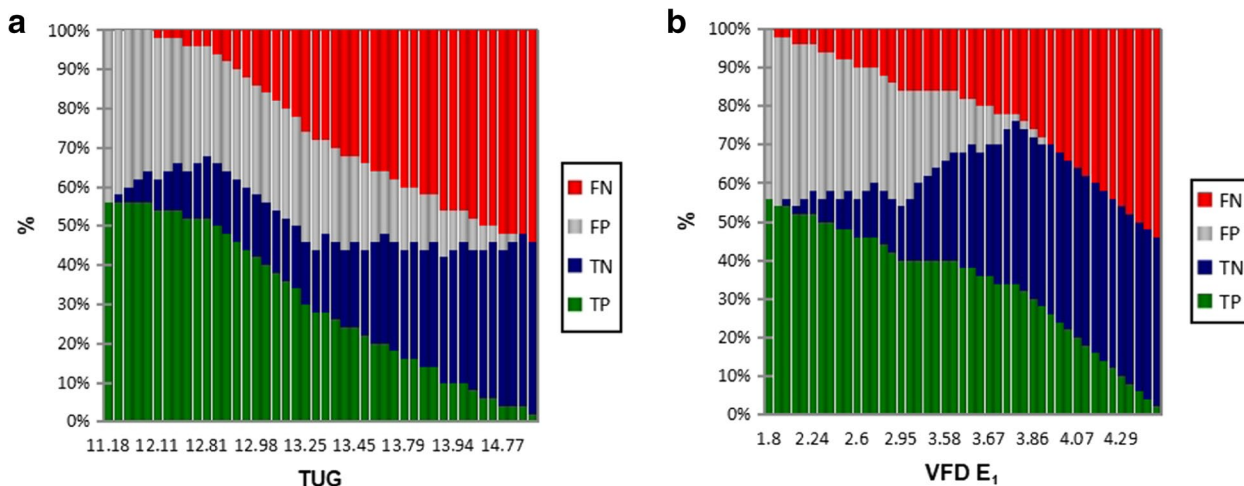 a
100%
90%
80%
70%
60%
50%
40%
30%
20%
10%
0%
%
11.18 12.11 12.81 12.98 13.25 13.45 13.79 13.94 14.77
TUG
FN
FP
TN
TP
b
100%
90%
80%
70%
60%
50%
40%
30%
20%
10%
0%
%
1.8 2.24 2.6 2.95 3.58 3.67 3.86 4.07 4.29
VFD E₁
FN
FP
TN
TP